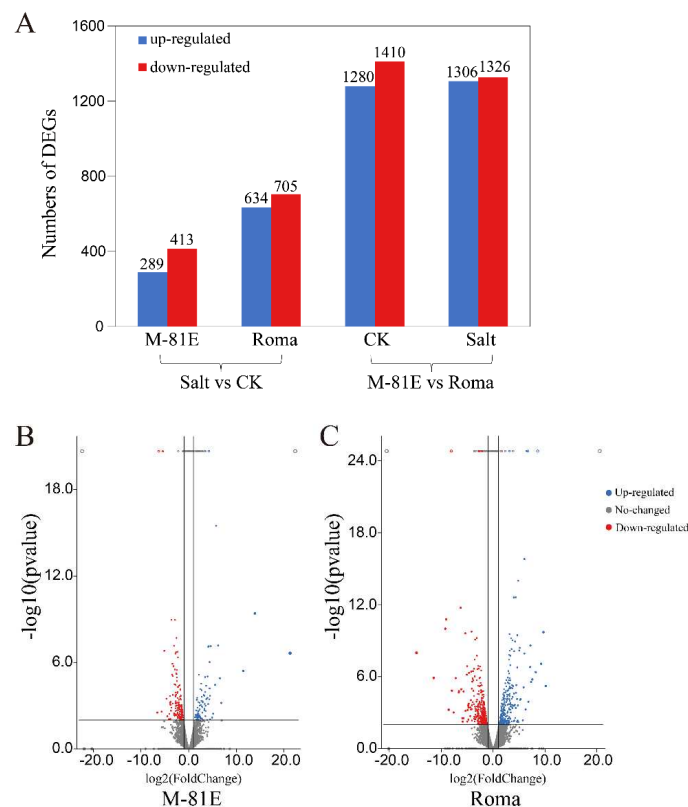 A
1600
up-regulated
down-regulated
1280
1410
1306
1326
1200
Numbers of DEGs
800
634
705
400
289
413
0
M-81E
Roma
CK
Salt
Salt vs CK
M-81E vs Roma
B
C
18.0
12.0
6.0
0.0
-log10(pvalue)
-20.0
-10.0
0.0
10.0
20.0
log2(FoldChange)
M-81E
24.0
18.0
12.0
6.0
0.0
-log10(pvalue)
-20.0
-10.0
0.0
10.0
20.0
log2(FoldChange)
Roma
Up-regulated
No-changed
Down-regulated